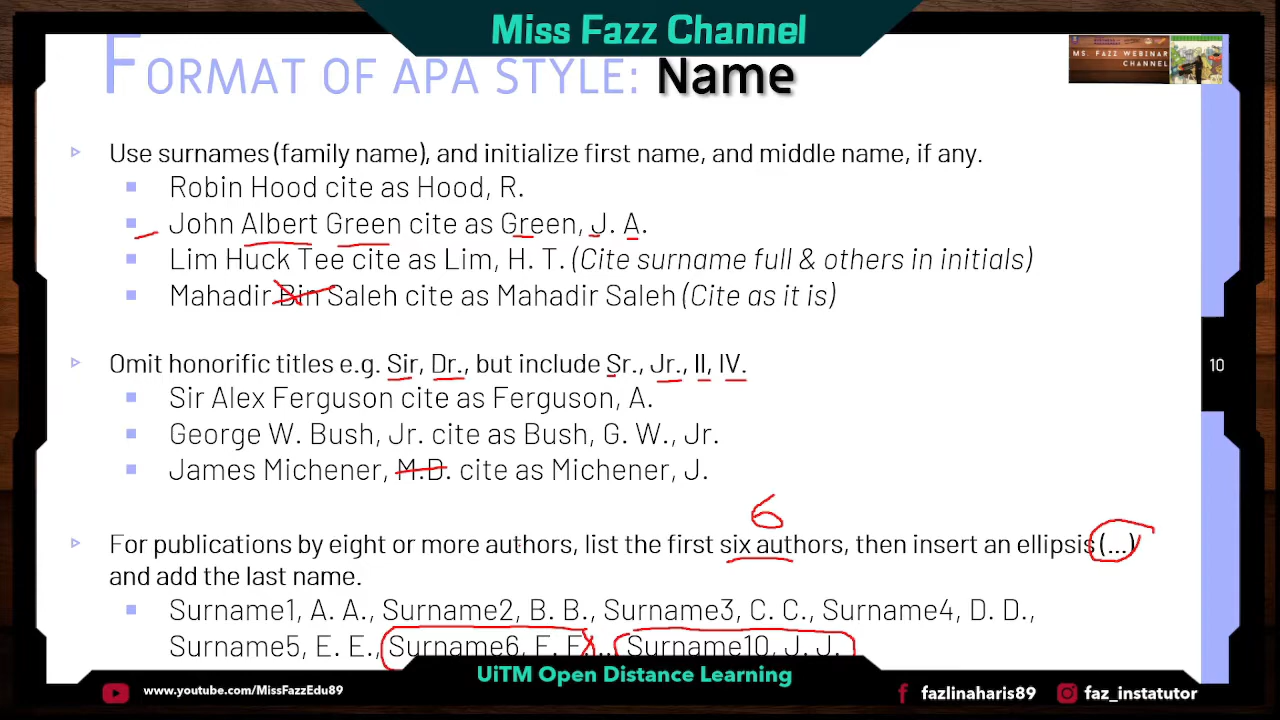 Miss Fazz Channel
MS. FAZZ WEBINAR
CHANNEL
FORMAT OF APA STYLE: Name
▹ Use surnames (family name), and initialize first name, and middle name, if any.
▪ Robin Hood cite as Hood, R.
▪ John Albert Green cite as Green, J. A.
▪ Lim Huck Tee cite as Lim, H. T. (Cite surname full & others in initials)
▪ Mahadir Bin Saleh cite as Mahadir Saleh (Cite as it is)
▹ Omit honorific titles e.g. Sir, Dr., but include Sr., Jr., II, IV.
10
▪ Sir Alex Ferguson cite as Ferguson, A.
▪ George W. Bush, Jr. cite as Bush, G. W., Jr.
▪ James Michener, M.D. cite as Michener, J.
6
▹ For publications by eight or more authors, list the first six authors, then insert an ellipsis (...)
and add the last name.
▪ Surname1, A. A., Surname2, B. B., Surname3, C. C., Surname4, D. D.,
Surname5, E. E., Surname6, F. F., ... Surname10, J. J.
UiTM Open Distance Learning
www.youtube.com/MissFazzEdu89
fazlinaharis89
faz_instatutor